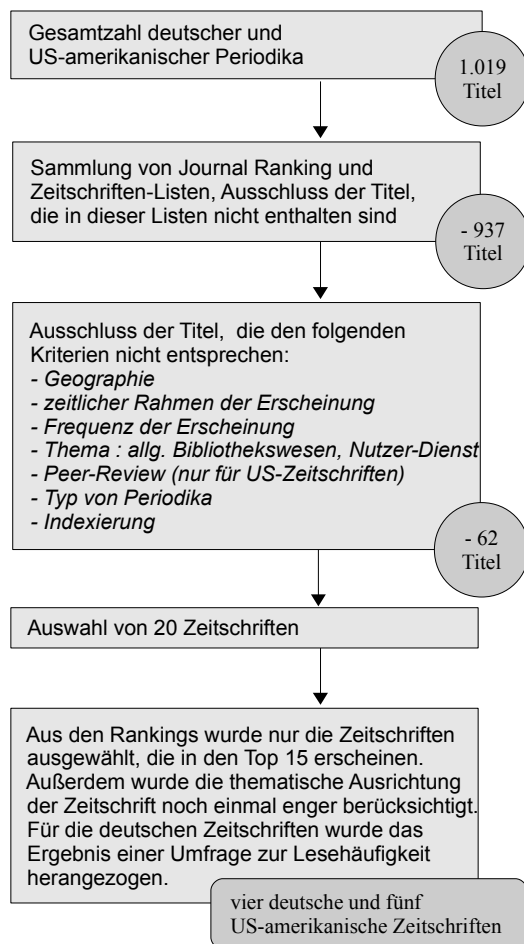 Gesamtzahl deutscher und
US-amerikanischer Periodika
1.019
Titel
Sammlung von Journal Ranking und
Zeitschriften-Listen, Ausschluss der Titel,
die in dieser Listen nicht enthalten sind
- 937
Titel
Ausschluss der Titel, die den folgenden
Kriterien nicht entsprechen:
- Geographie
- zeitlicher Rahmen der Erscheinung
- Frequenz der Erscheinung
- Thema : allg. Bibliothekswesen, Nutzer-Dienst
- Peer-Review (nur für US-Zeitschriften)
- Typ von Periodika
- Indexierung
- 62
Titel
Auswahl von 20 Zeitschriften
Aus den Rankings wurde nur die Zeitschriften
ausgewählt, die in den Top 15 erscheinen.
Außerdem wurde die thematische Ausrichtung
der Zeitschrift noch einmal enger berücksichtigt.
Für die deutschen Zeitschriften wurde das
Ergebnis einer Umfrage zur Lesehäufigkeit
herangezogen.
vier deutsche und fünf
US-amerikanische Zeitschriften